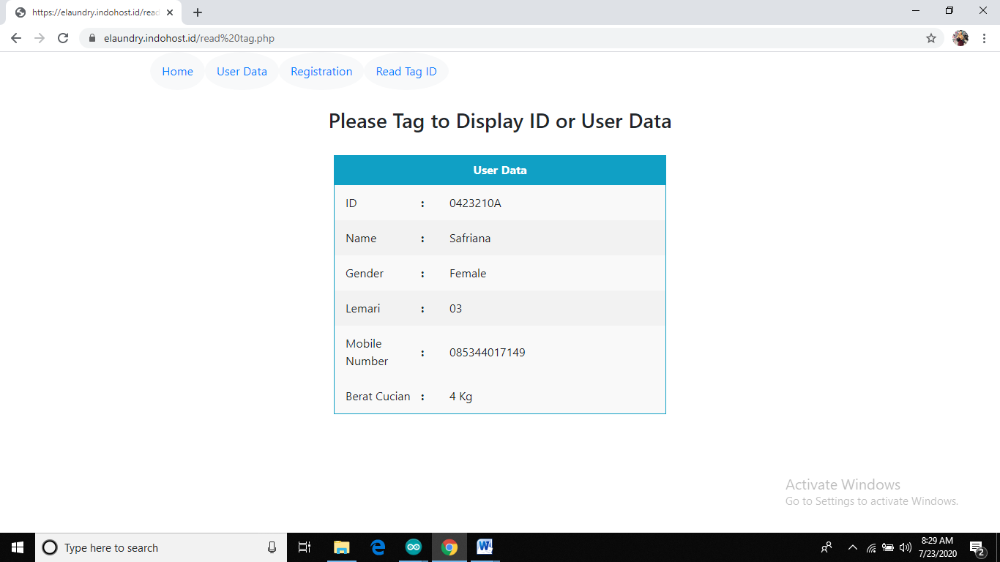 https://elaundry.indohost.id/read
elaundry.indohost.id/read%20tag.php
Home User Data Registration Read Tag ID
Please Tag to Display ID or User Data
User Data
ID : 0423210A
Name : Safriana
Gender : Female
Lemari : 03
Mobile
Number : 085344017149
Berat Cucian : 4 Kg
Activate Windows
Go to Settings to activate Windows.
Type here to search
8:29 AM
7/23/2020
2